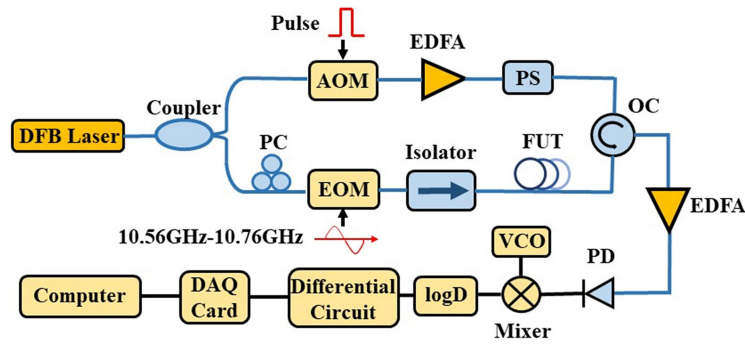 Pulse
EDFA
AOM
PS
OC
Coupler
DFB Laser
PC
Isolator
FUT
EOM
EDFA
10.56GHz-10.76GHz
VCO
PD
Computer
DAQ
Card
Differential
Circuit
logD
Mixer